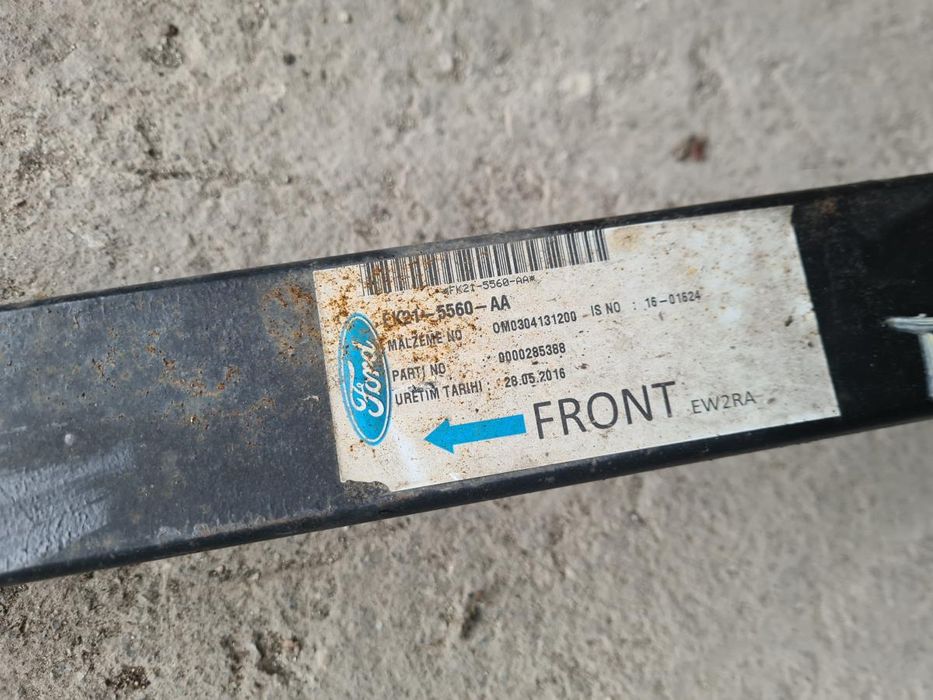 *FK21-5560-AA*
FK21-5560-AA
MALZEME NO OM0304131200 IS NO : 16-01624
PARTI NO 0000285388
URETIM TARIHI : 28.05.2016
Ford
FRONT EW2RA